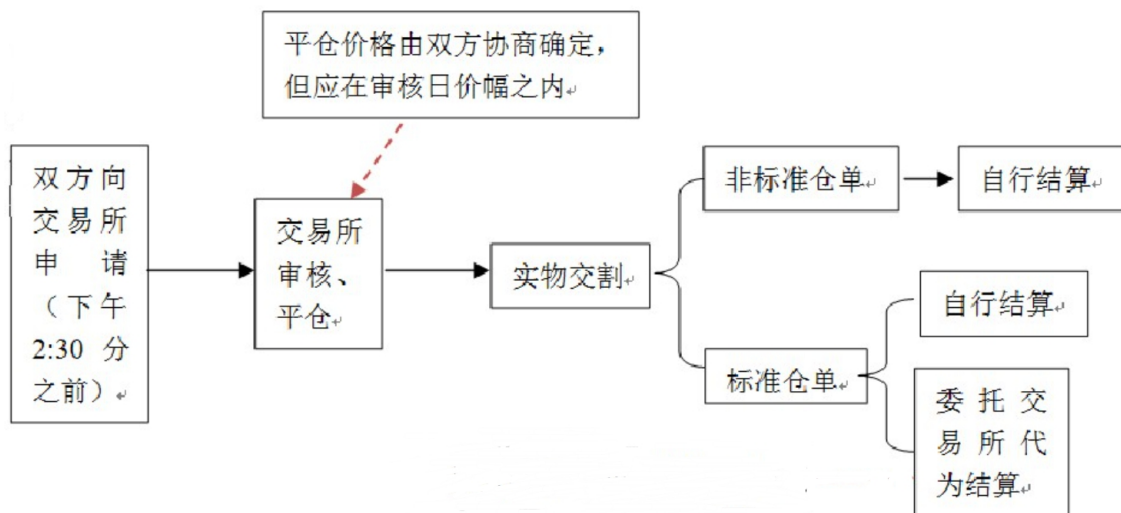 平仓价格由双方协商确定，
但应在审核日价幅之内
双方向
交易所
申请
（下午
2:30 分
之前）
交易所
审核、
平仓
实物交割
非标准仓单
自行结算
标准仓单
自行结算
委托交
易所代
为结算